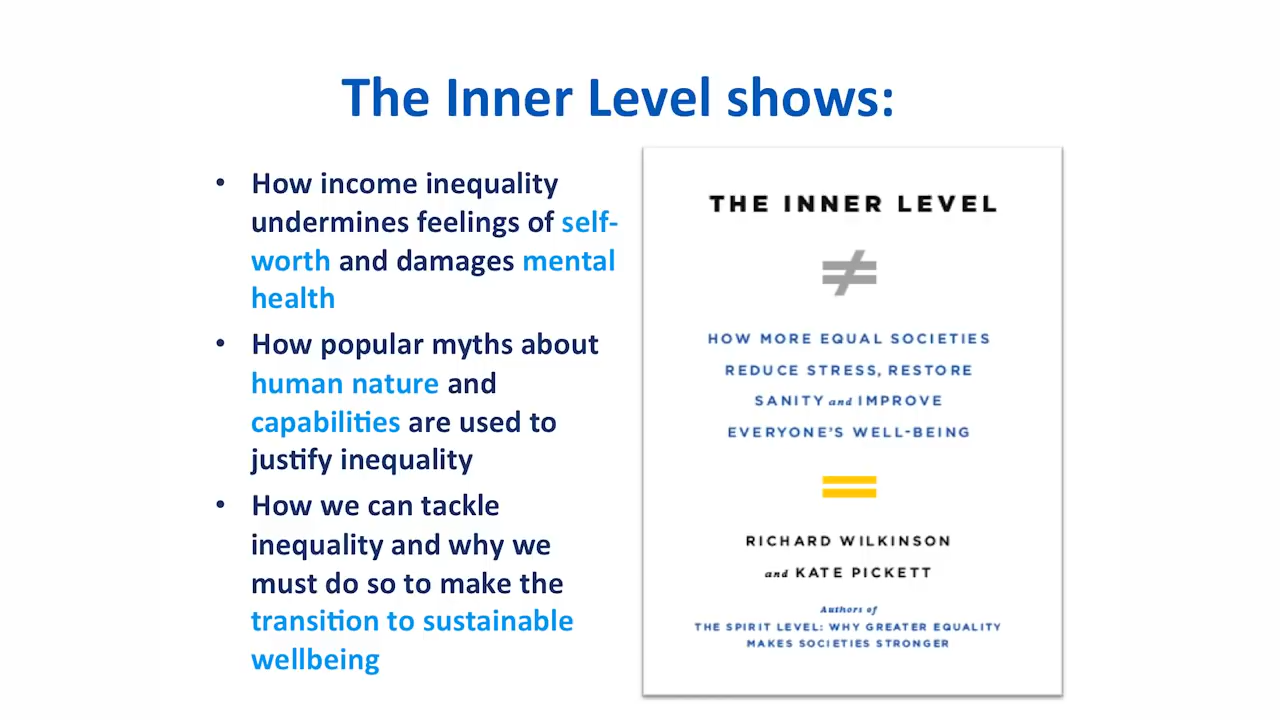 The Inner Level shows:
• How income inequality
undermines feelings of self-
worth and damages mental
health
• How popular myths about
human nature and
capabilities are used to
justify inequality
• How we can tackle
inequality and why we
must do so to make the
transition to sustainable
wellbeing
THE INNER LEVEL
≠
HOW MORE EQUAL SOCIETIES
REDUCE STRESS, RESTORE
SANITY and IMPROVE
EVERYONE'S WELL-BEING
=
RICHARD WILKINSON
and KATE PICKETT
Authors of
THE SPIRIT LEVEL: WHY GREATER EQUALITY
MAKES SOCIETIES STRONGER